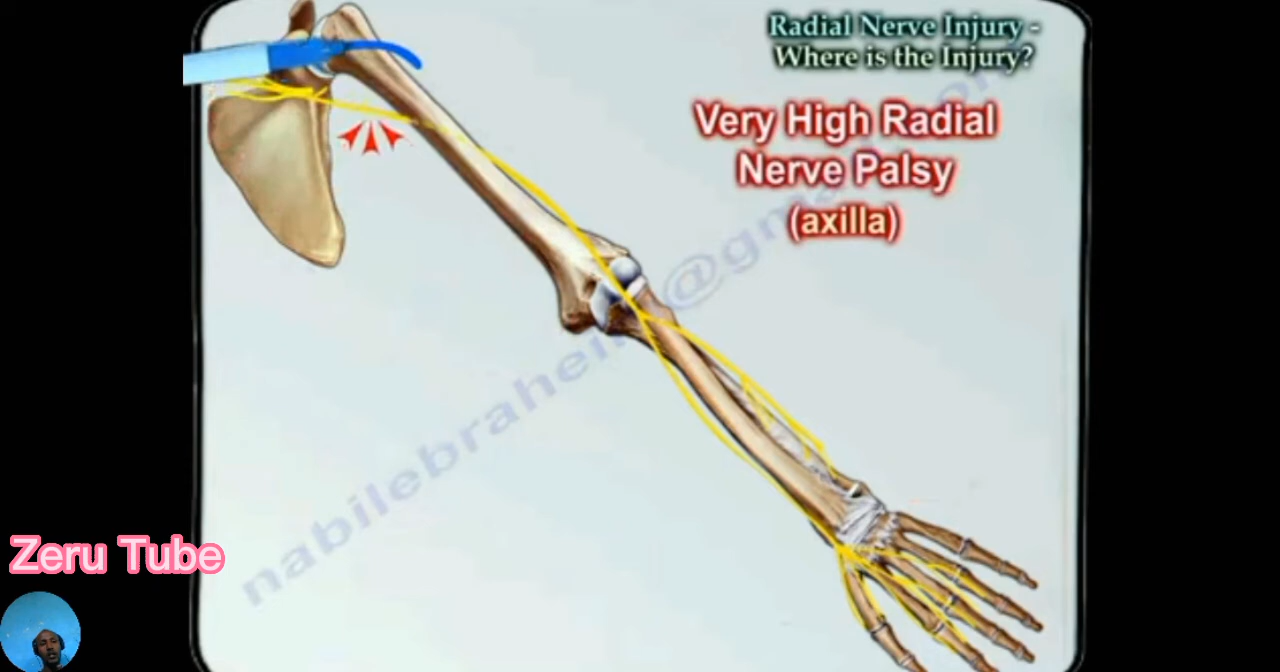 Radial Nerve Injury -
Where is the Injury?
Very High Radial
Nerve Palsy
(axilla)
Zeru Tube